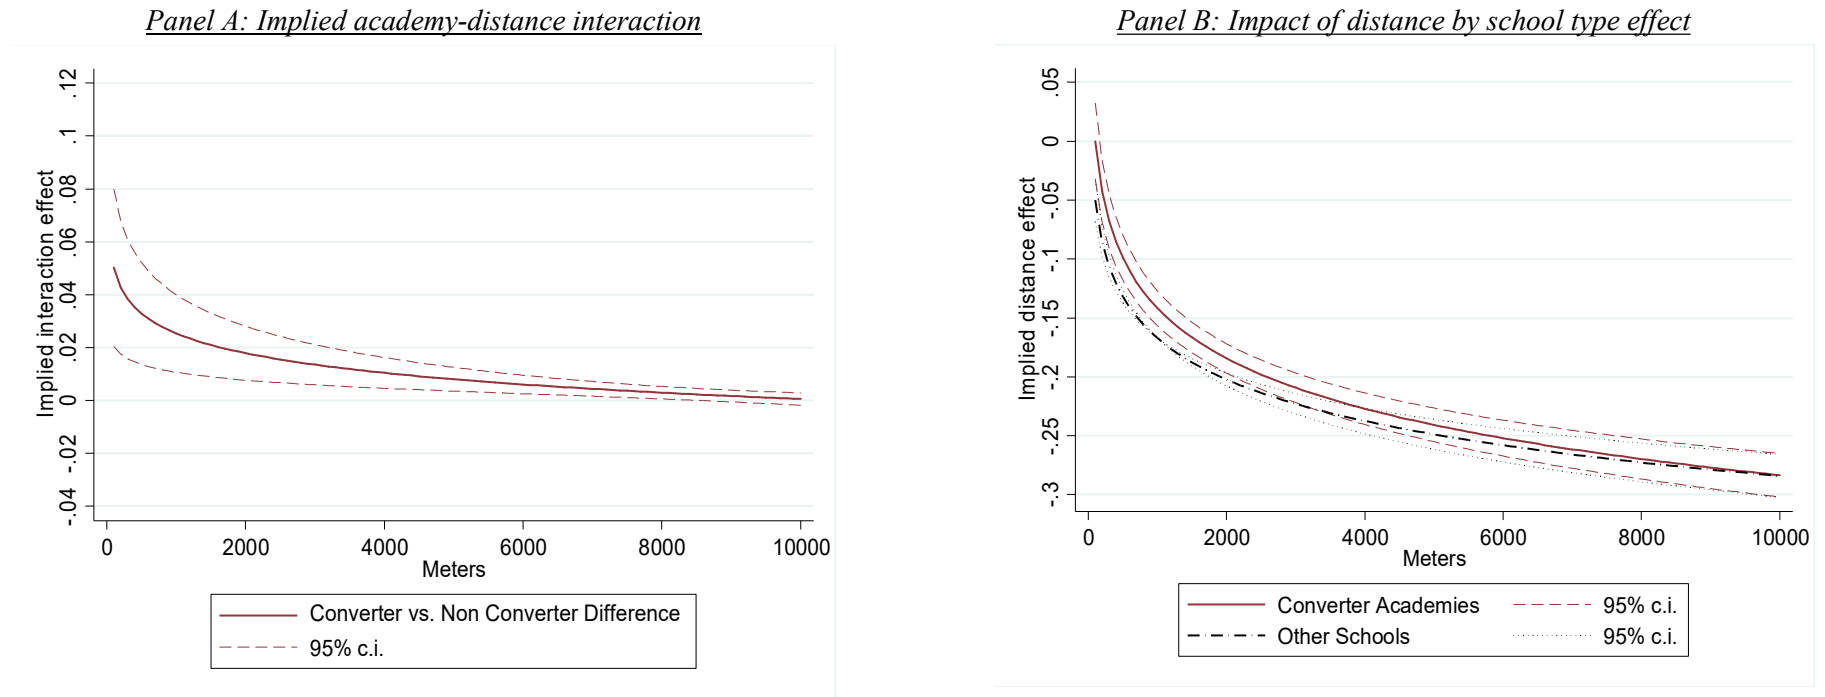 Panel A: Implied academy-distance interaction
Implied interaction effect
.12
.1
.08
.06
.04
.02
0
-.02
-.04
0 2000 4000 6000 8000 10000
Meters
Converter vs. Non Converter Difference
95% c.i.
Panel B: Impact of distance by school type effect
Implied distance effect
.05
0
-.05
-.1
-.15
-.2
-.25
-.3
0 2000 4000 6000 8000 10000
Meters
Converter Academies 95% c.i.
Other Schools 95% c.i.